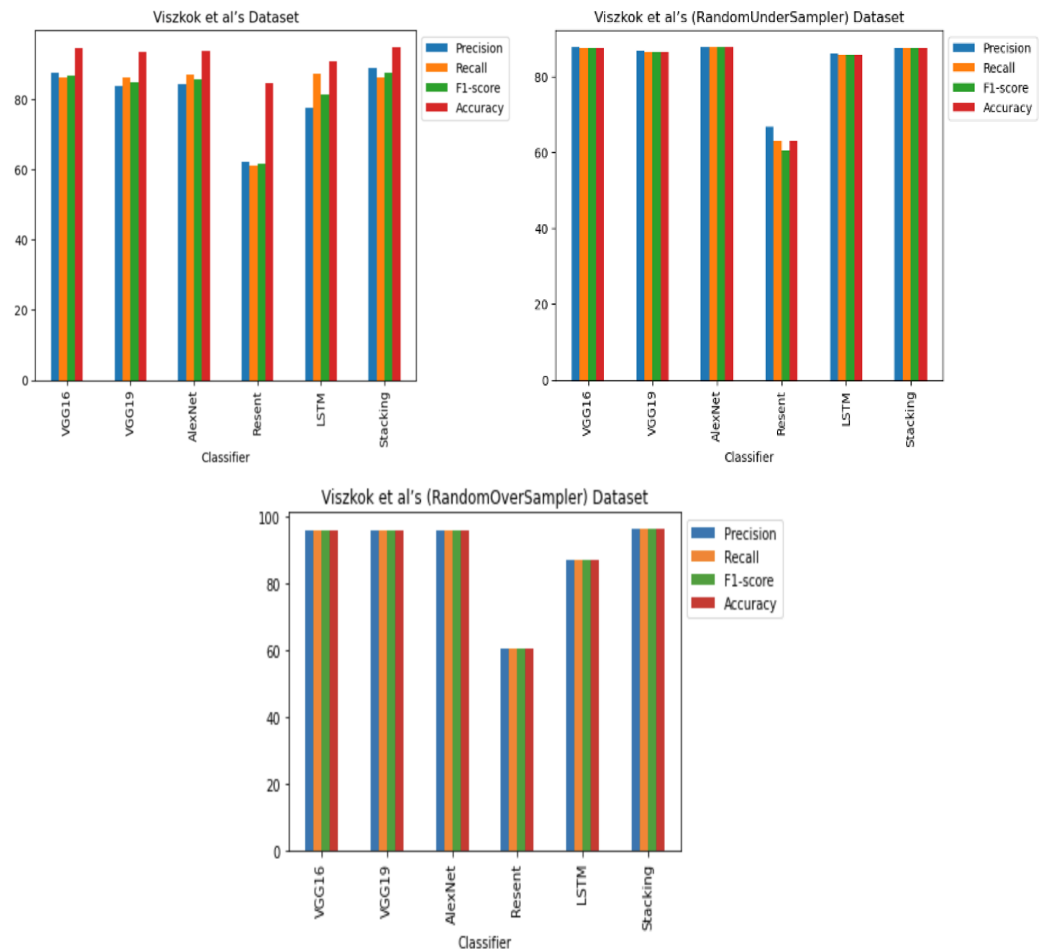 Viszkok et al's Dataset
Precision
Recall
F1-score
Accuracy
80
60
40
20
0
VGG16
VGG19
AlexNet
Resent
LSTM
Stacking
Classifier
Viszkok et al's (RandomUnderSampler) Dataset
Precision
Recall
F1-score
Accuracy
80
60
40
20
0
VGG16
VGG19
AlexNet
Resent
LSTM
Stacking
Classifier
Viszkok et al's (RandomOverSampler) Dataset
Precision
Recall
F1-score
Accuracy
100
80
60
40
20
0
VGG16
VGG19
AlexNet
Resent
LSTM
Stacking
Classifier